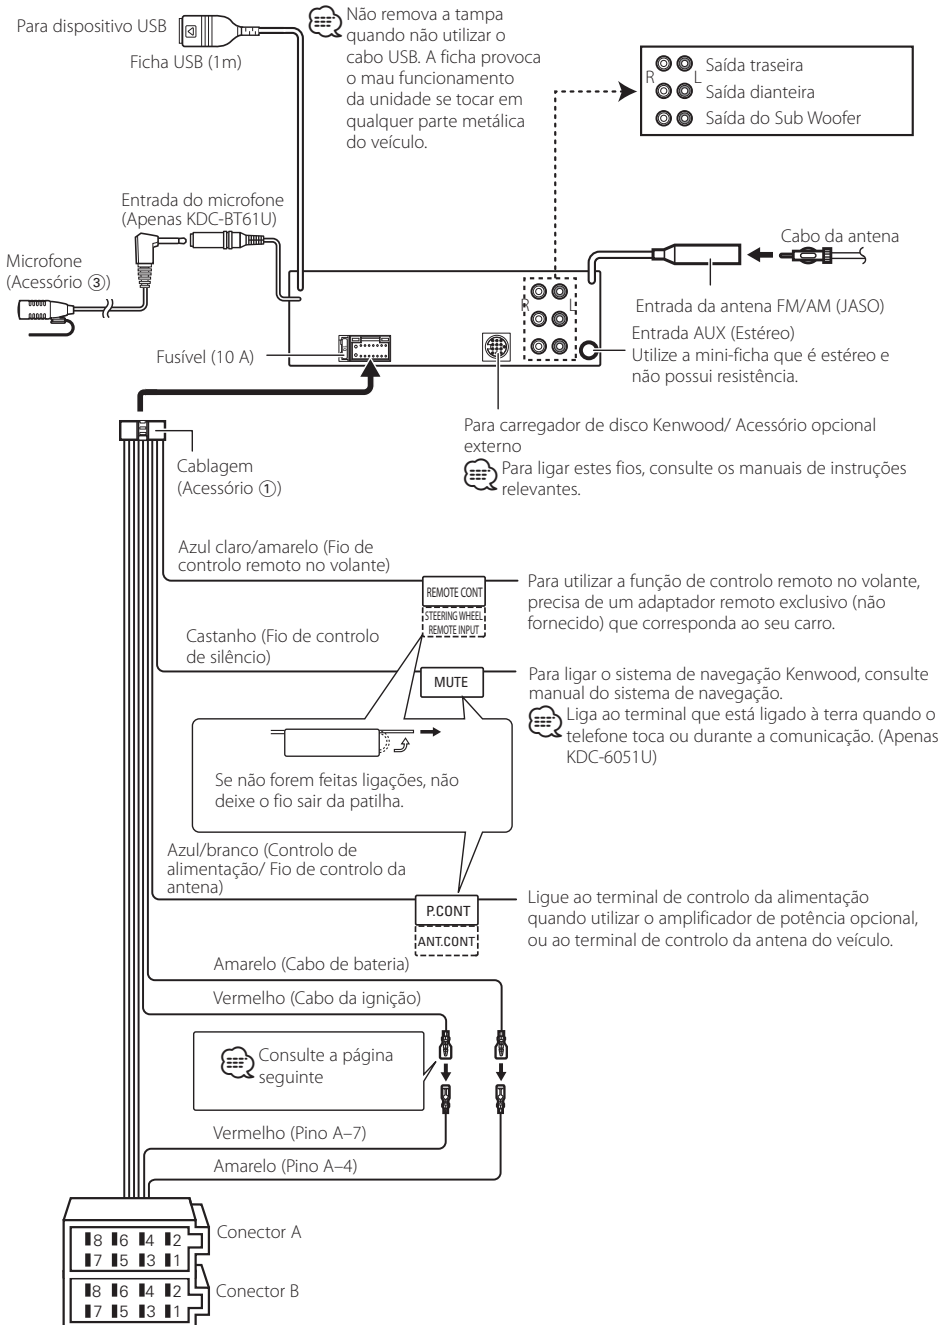 Para dispositivo USB
Ficha USB (1m)
Não remova a tampa
quando não utilizar o
cabo USB. A ficha provoca
o mau funcionamento
da unidade se tocar em
qualquer parte metálica
do veículo.
R
L
Saída traseira
Saída dianteira
Saída do Sub Woofer
Entrada do microfone
(Apenas KDC-BT61U)
Microfone
(Acessório ③)
Cabo da antena
Entrada da antena FM/AM (JASO)
R
L
Entrada AUX (Estéreo)
Utilize a mini-ficha que é estéreo e
não possui resistência.
Fusível (10 A)
Para carregador de disco Kenwood/ Acessório opcional
externo
Para ligar estes fios, consulte os manuais de instruções
relevantes.
Cablagem
(Acessório ①)
Azul claro/amarelo (Fio de
controlo remoto no volante)
REMOTE CONT
STEERING WHEEL
REMOTE INPUT
Para utilizar a função de controlo remoto no volante,
precisa de um adaptador remoto exclusivo (não
fornecido) que corresponda ao seu carro.
Castanho (Fio de controlo
de silêncio)
MUTE
Para ligar o sistema de navegação Kenwood, consulte
manual do sistema de navegação.
Liga ao terminal que está ligado à terra quando o
telefone toca ou durante a comunicação. (Apenas
KDC-6051U)
Se não forem feitas ligações, não
deixe o fio sair da patilha.
Azul/branco (Controlo de
alimentação/ Fio de controlo da
antena)
P.CONT
ANT.CONT
Ligue ao terminal de controlo da alimentação
quando utilizar o amplificador de potência opcional,
ou ao terminal de controlo da antena do veículo.
Amarelo (Cabo de bateria)
Vermelho (Cabo da ignição)
Consulte a página
seguinte
Vermelho (Pino A–7)
Amarelo (Pino A–4)
Conector A
8 6 4 2
7 5 3 1
Conector B
8 6 4 2
7 5 3 1